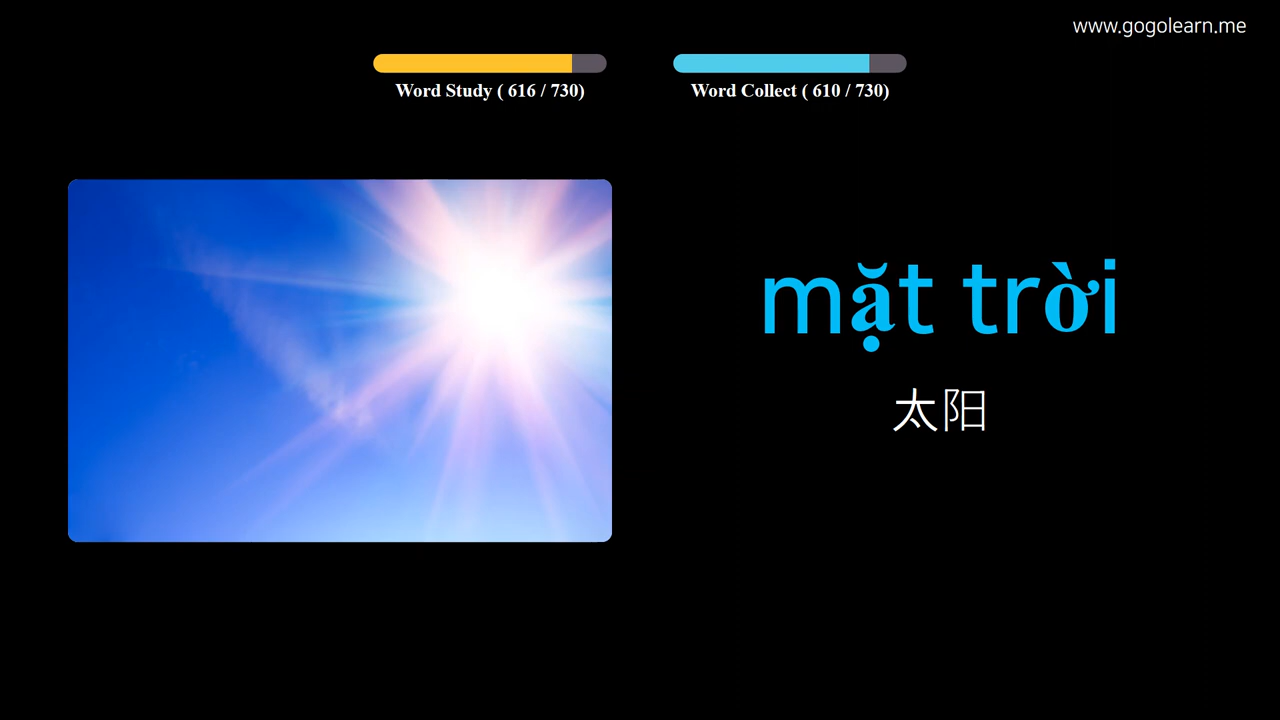 www.gogolearn.me
Word Study ( 616 / 730)
Word Collect ( 610 / 730)
mặt trời
太阳